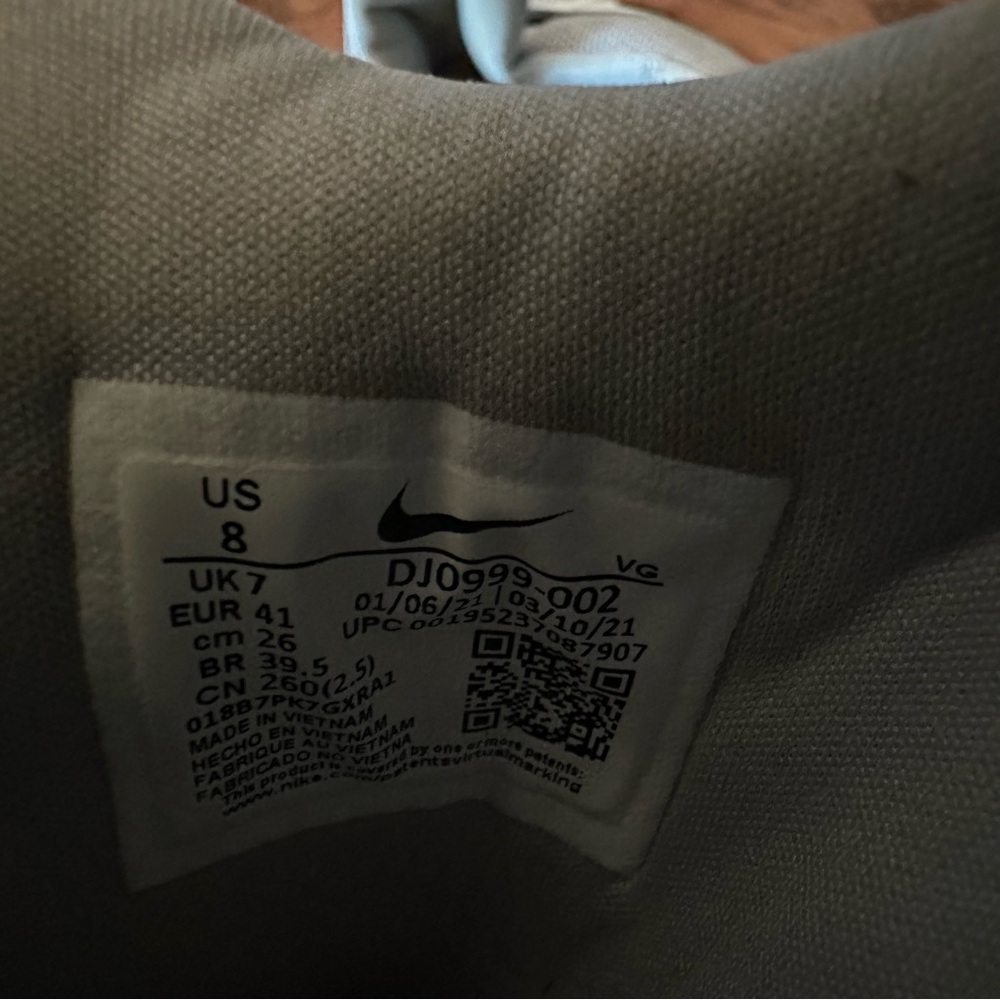 US
8
VG
UK 7
DJ0999-002
EUR 41
01/06/21 | 03/10/21
cm 26
UPC 00195237087907
BR 39.5
CN 260(2.5)
018B7PK7GXRA1
MADE IN VIETNAM
HECHO EN VIETNAM
FABRIQUE AU VIETNAM
FABRICADO NO VIETNA
This product is covered by one or more patents:
www.nike.com/patentsvirtualmarking